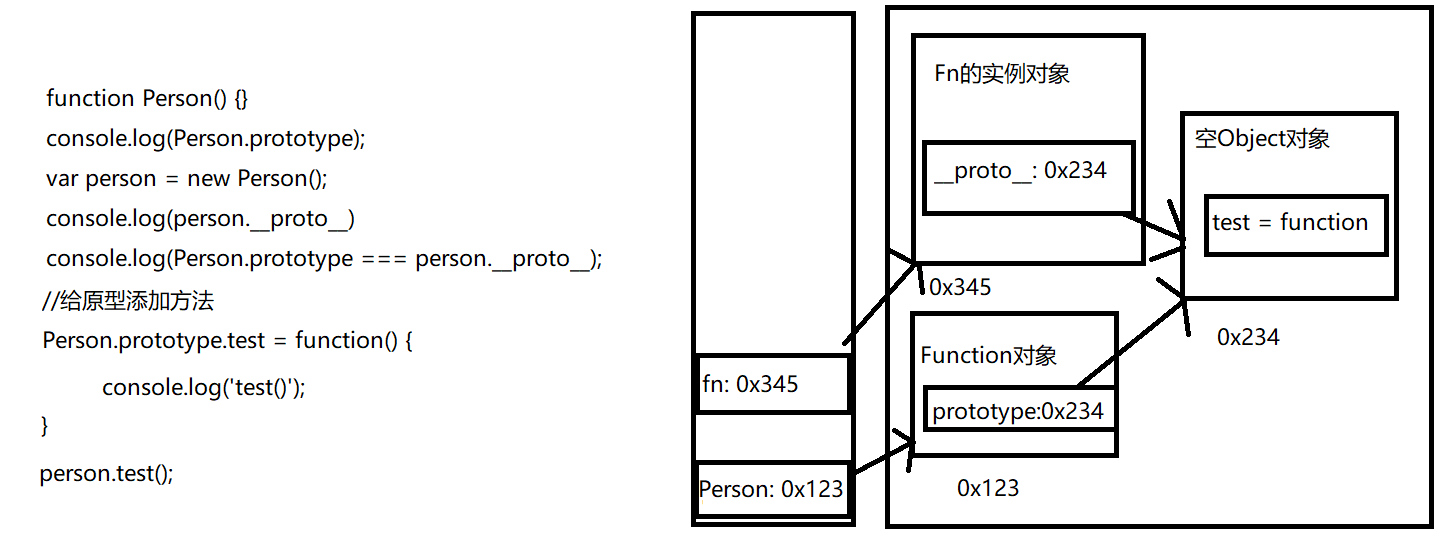 function Person() {}
console.log(Person.prototype);
var person = new Person();
console.log(person.__proto__)
console.log(Person.prototype === person.__proto__);
//给原型添加方法
Person.prototype.test = function() {
console.log('test()');
}
person.test();
fn: 0x345
Person: 0x123
Fn的实例对象
__proto__: 0x234
0x345
Function对象
prototype:0x234
0x123
空Object对象
test = function
0x234